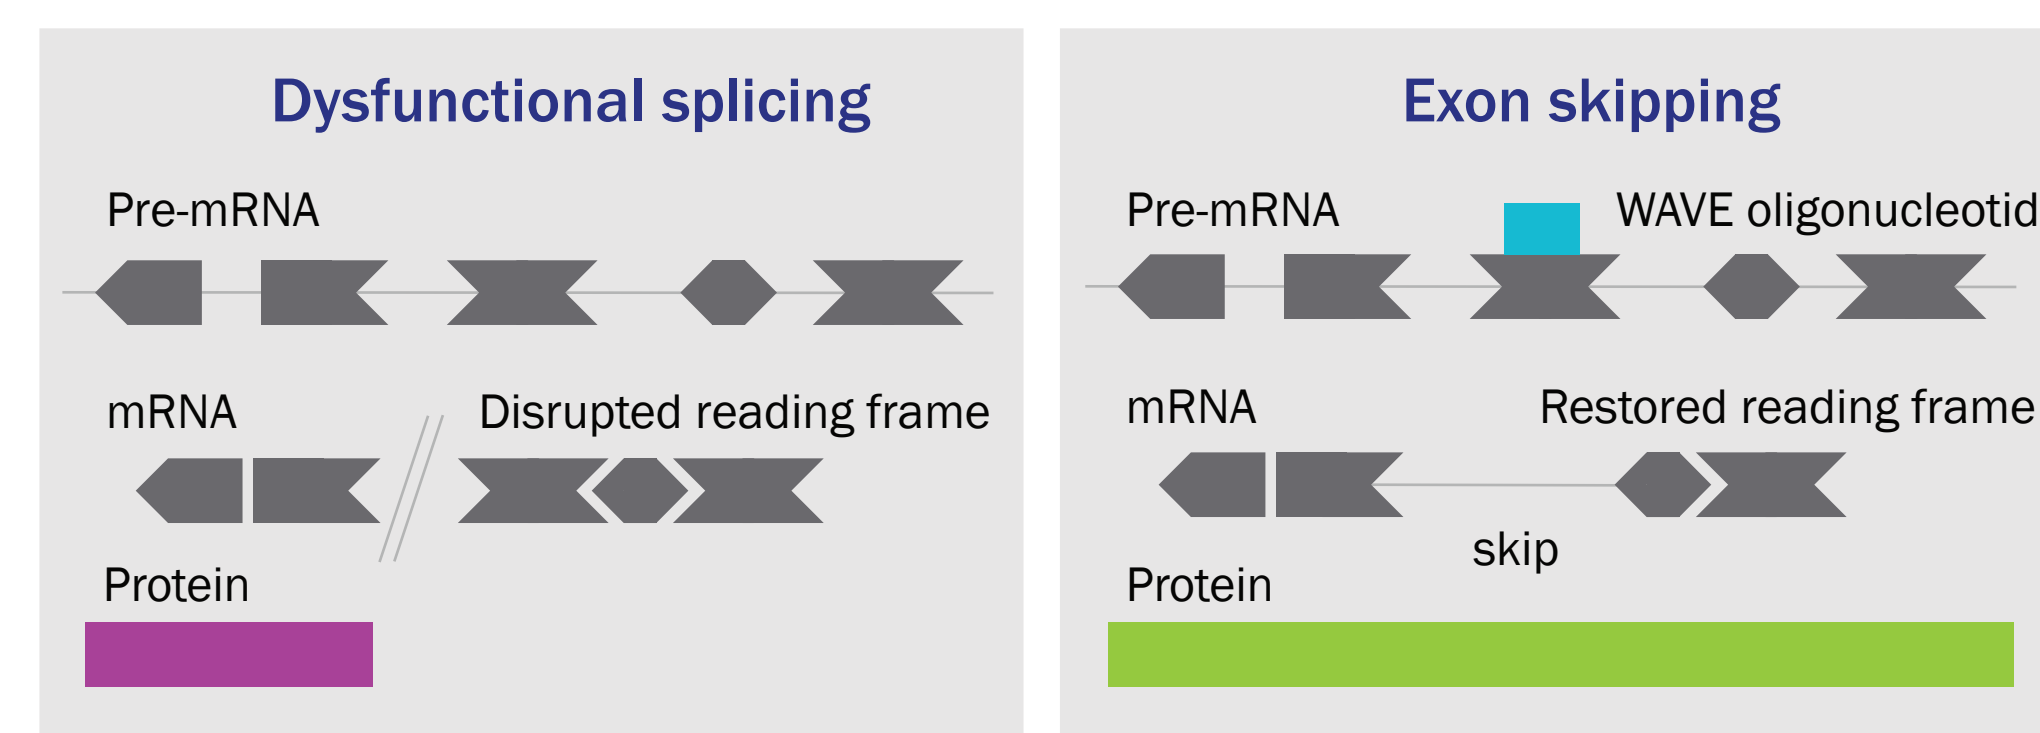 Dysfunctional splicing
Pre-mRNA
mRNA
Disrupted reading frame
Protein
Exon skipping
Pre-mRNA
WAVE oligonucleotid
mRNA
Restored reading frame
skip
Protein